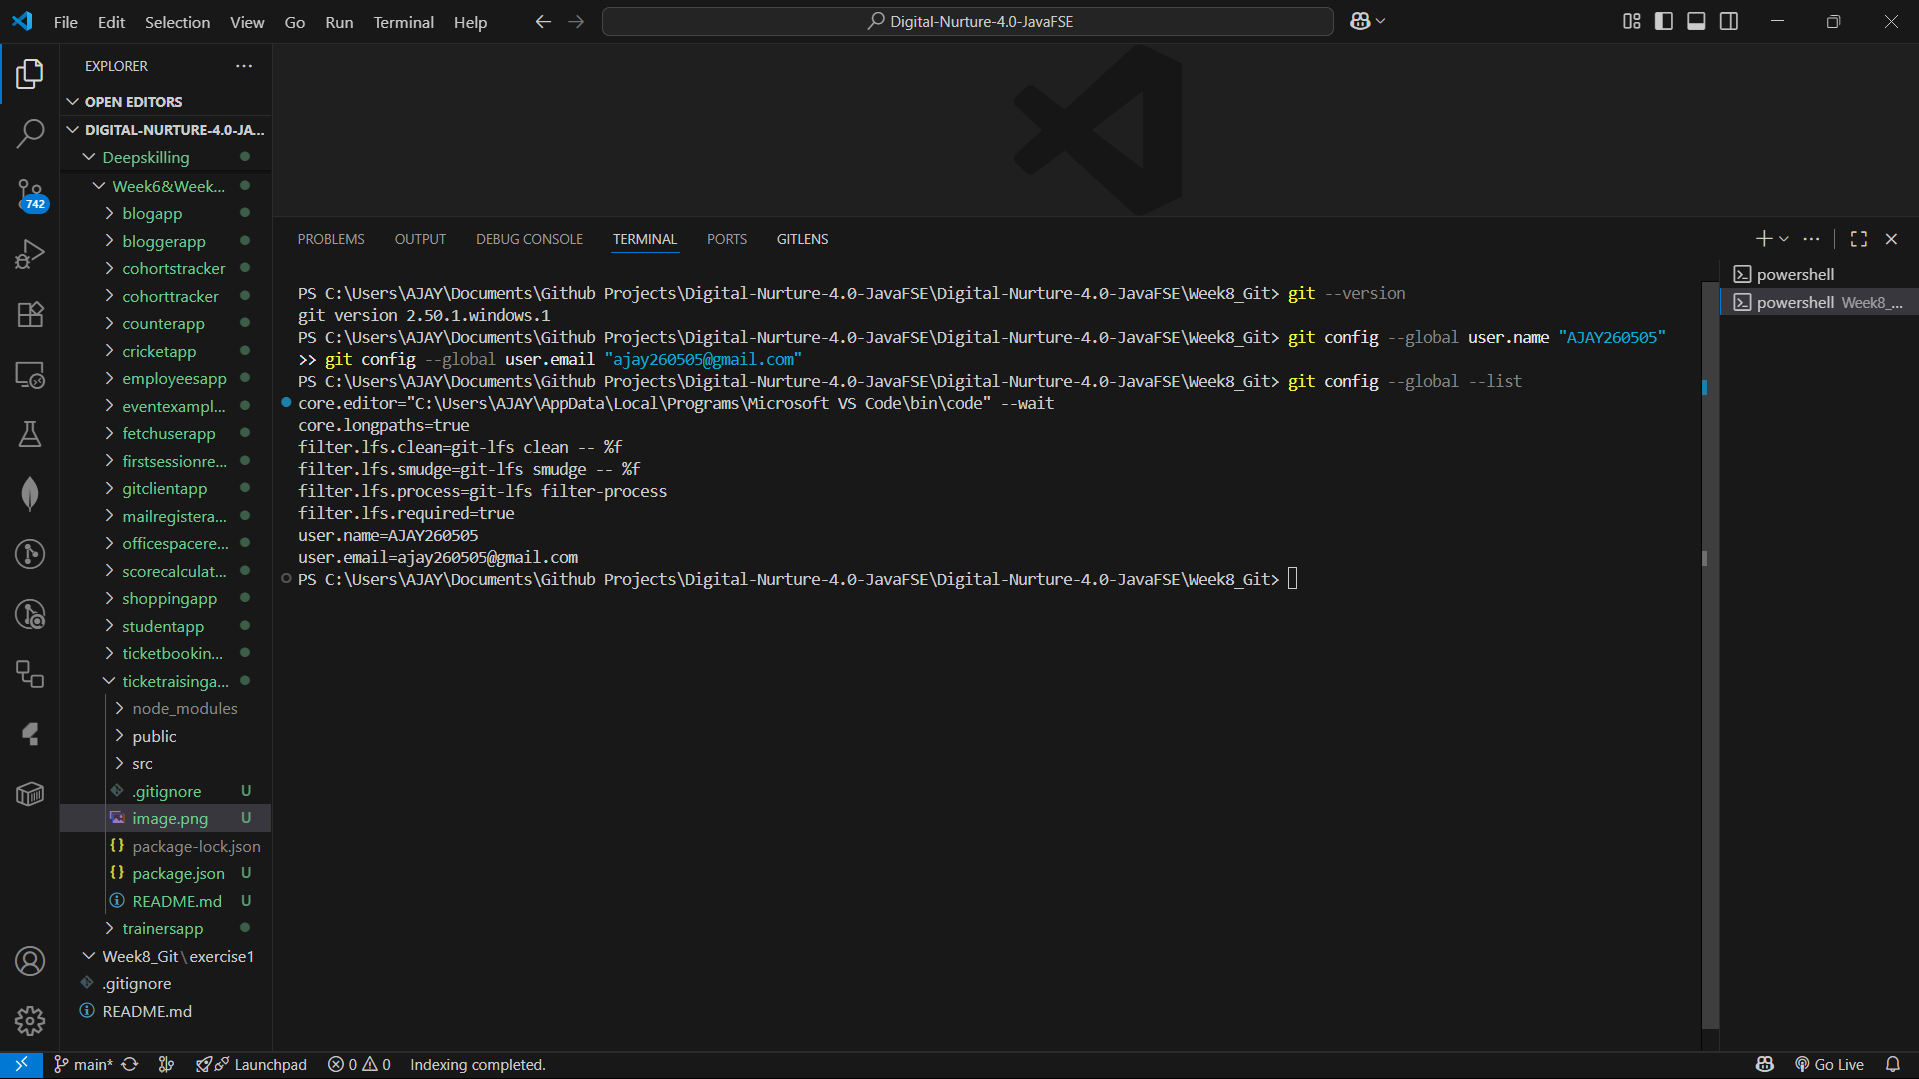 File Edit Selection View Go Run Terminal Help
Digital-Nurture-4.0-JavaFSE
EXPLORER
OPEN EDITORS
DIGITAL-NURTURE-4.0-JA...
Deepskilling
Week6&Week...
blogapp
bloggerapp
cohortstracker
cohorttracker
counterapp
cricketapp
employeesapp
eventexampl...
fetchuserapp
firstsessionre...
gitclientapp
mailregistera...
officespacere...
scorecalculat...
shoppingapp
studentapp
ticketbookin...
ticketraisinga...
node_modules
public
src
.gitignore U
image.png U
package-lock.json
package.json U
README.md U
trainersapp
Week8_Git\exercise1
.gitignore
README.md
742
PROBLEMS OUTPUT DEBUG CONSOLE TERMINAL PORTS GITLENS
PS C:\Users\AJAY\Documents\Github Projects\Digital-Nurture-4.0-JavaFSE\Digital-Nurture-4.0-JavaFSE\Week8_Git> git --version
git version 2.50.1.windows.1
PS C:\Users\AJAY\Documents\Github Projects\Digital-Nurture-4.0-JavaFSE\Digital-Nurture-4.0-JavaFSE\Week8_Git> git config --global user.name "AJAY260505"
>> git config --global user.email "ajay260505@gmail.com"
PS C:\Users\AJAY\Documents\Github Projects\Digital-Nurture-4.0-JavaFSE\Digital-Nurture-4.0-JavaFSE\Week8_Git> git config --global --list
core.editor="C:\Users\AJAY\AppData\Local\Programs\Microsoft VS Code\bin\code" --wait
core.longpaths=true
filter.lfs.clean=git-lfs clean -- %f
filter.lfs.smudge=git-lfs smudge -- %f
filter.lfs.process=git-lfs filter-process
filter.lfs.required=true
user.name=AJAY260505
user.email=ajay260505@gmail.com
PS C:\Users\AJAY\Documents\Github Projects\Digital-Nurture-4.0-JavaFSE\Digital-Nurture-4.0-JavaFSE\Week8_Git>
powershell
powershell Week8_...
main* Launchpad 0 0 Indexing completed. Go Live